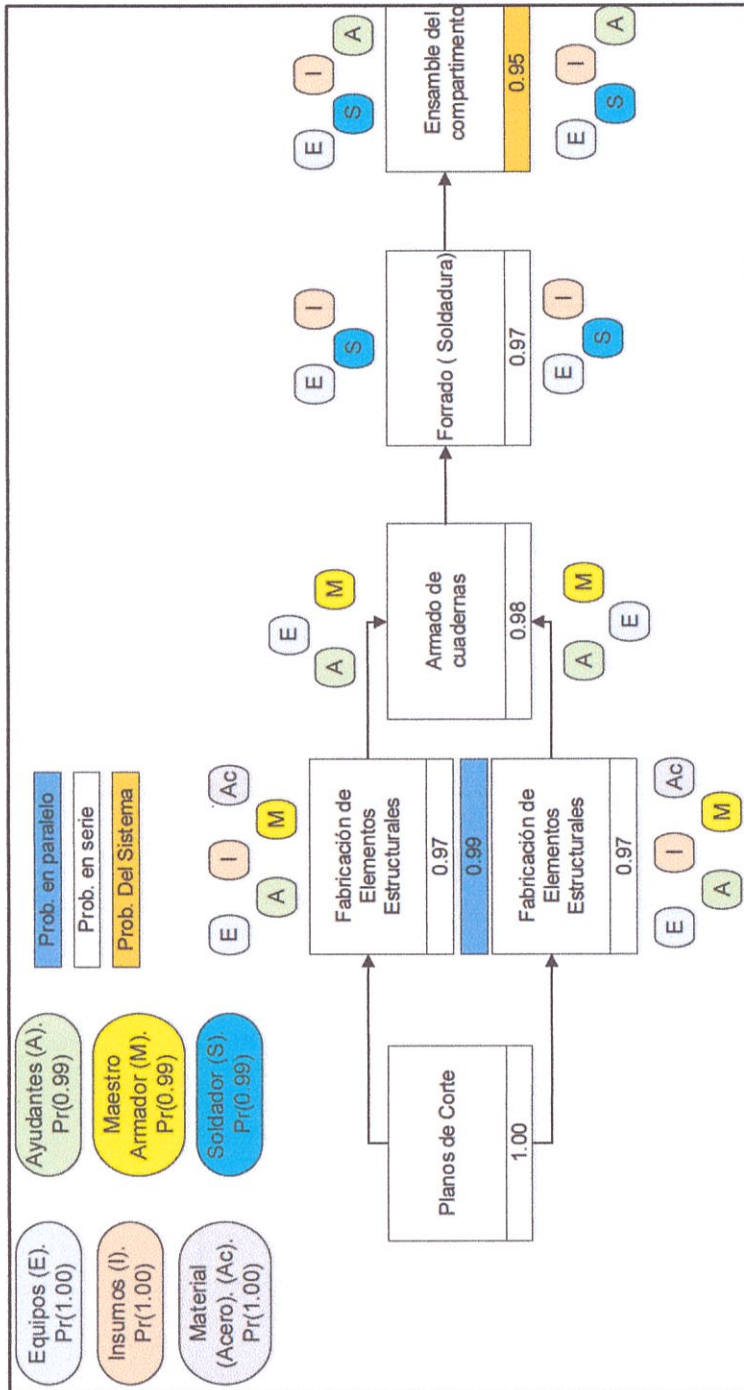 Equipos (E).
Pr(1.00)
Ayudantes (A).
Pr(0.99)
Prob. en paralelo
Insumos (I).
Pr(1.00)
Maestro
Armador (M).
Pr(0.99)
Prob. en serie
Material
(Acero). (Ac).
Pr(1.00)
Soldador (S)
Pr(0.99)
Prob. Del Sistema
Planos de Corte
1.00
E
I
Ac
A
M
Fabricación de
Elementos
Estructurales
0.97
0.99
Fabricación de
Elementos
Estructurales
0.97
E
I
Ac
A
M
E
A
M
Armado de
cuadernas
0.98
A
M
E
E
I
S
Forrado ( Soldadura)
0.97
E
I
S
E
I
S
A
Ensamble del
compartimento
0.95
E
I
S
A